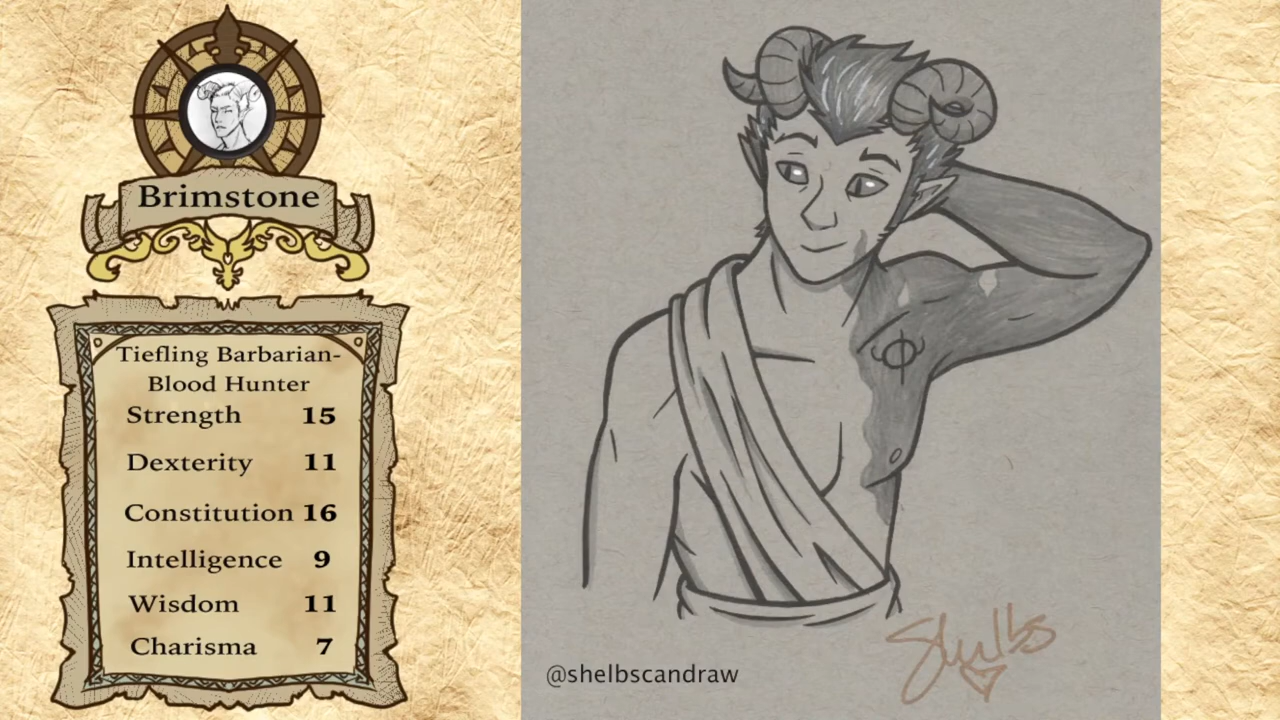 Brimstone
Tiefling Barbarian-
Blood Hunter
Strength 15
Dexterity 11
Constitution 16
Intelligence 9
Wisdom 11
Charisma 7
@shelbscandraw
Shelbs